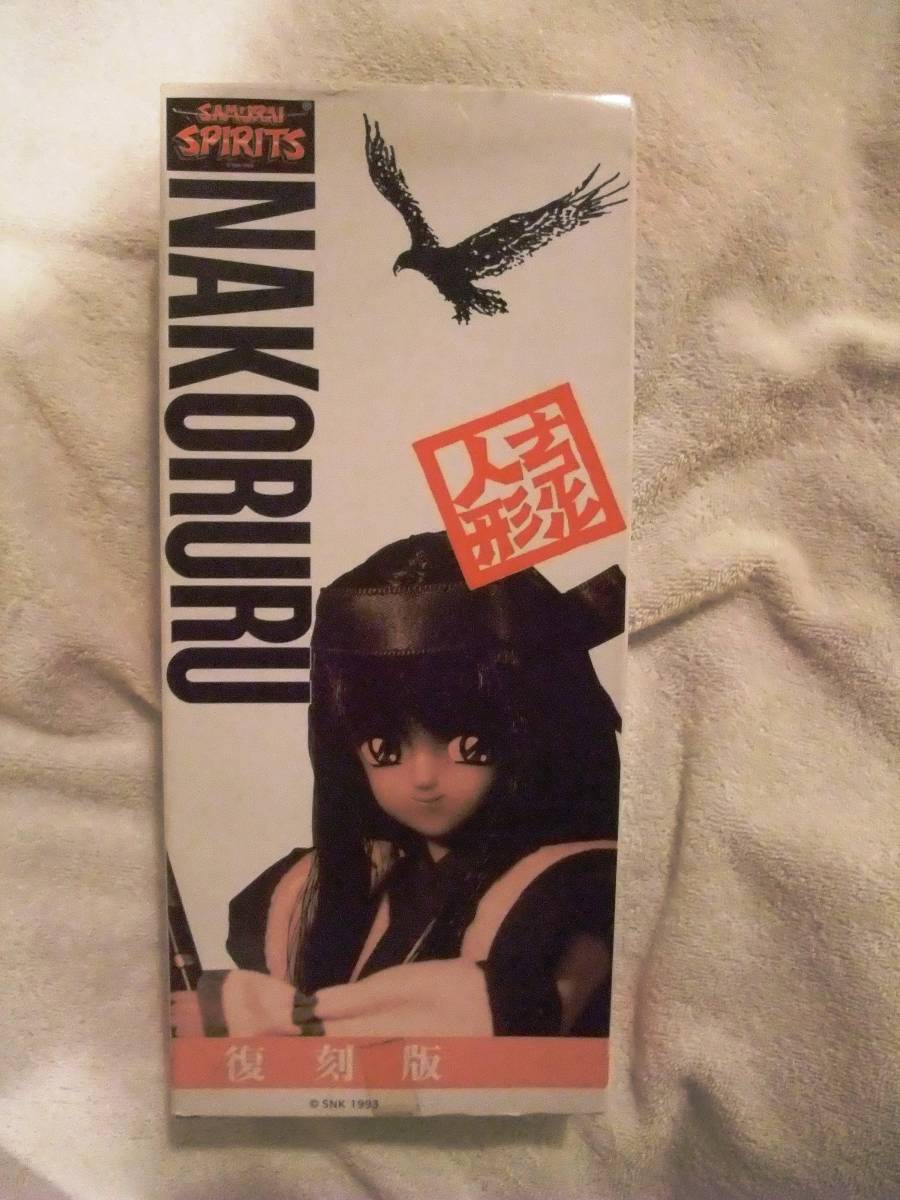 SAMURAI
SPIRITS
®
NAKORURU
人形
復刻版
© SNK 1993